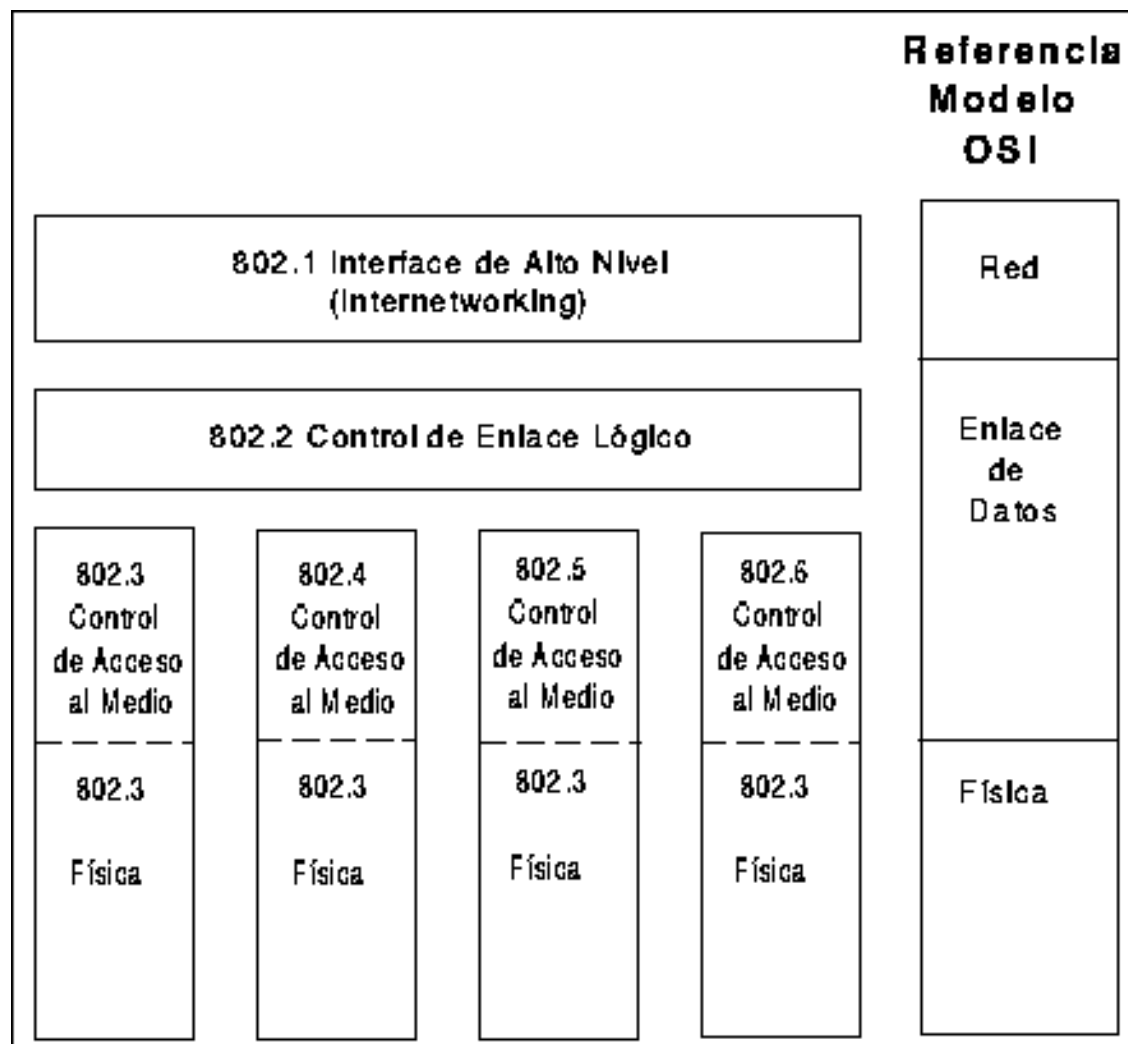 Referencia
Modelo
OSI
802.1 Interface de Alto Nivel
(Internetworking)
Red
802.2 Control de Enlace Lógico
Enlace
de
Datos
802.3
Control
de Acceso
al Medio
802.4
Control
de Acceso
al Medio
802.5
Control
de Acceso
al Medio
802.6
Control
de Acceso
al Medio
802.3
Física
802.3
Física
802.3
Física
802.3
Física
Física